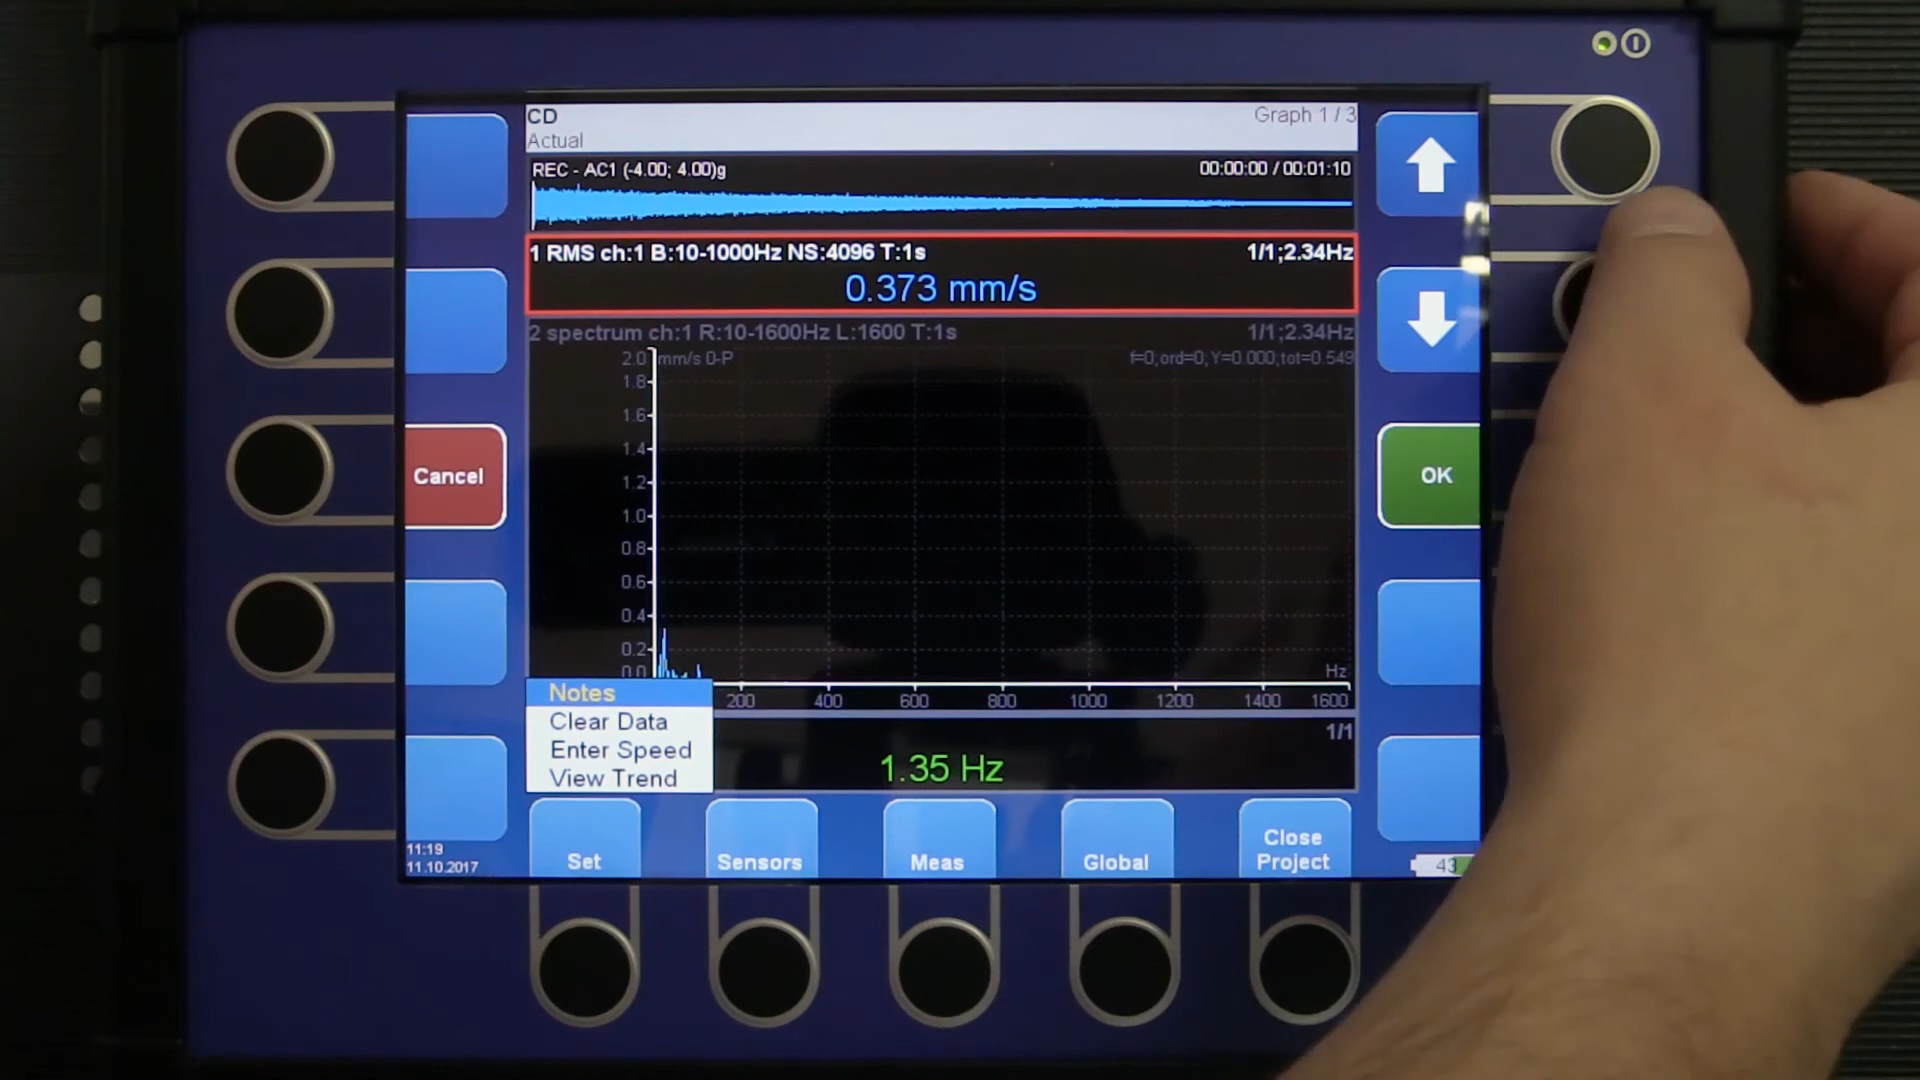 CD
Graph 1 / 3
Actual
REC - AC1 (-4.00; 4.00)g
00:00:00 / 00:01:10
1 RMS ch:1 B:10-1000Hz NS:4096 T:1s
1/1;2.34Hz
0.373 mm/s
2 spectrum ch:1 R:10-1600Hz L:1600 T:1s
1/1;2.34Hz
2.0
mm/s 0-P
f=0,ord=0;Y=0.000,tot=0.549
1.8
1.6
1.4
1.2
1.0
0.8
0.6
0.4
0.2
0.0
Hz
200
400
600
800
1000
1200
1400
1600
Notes
Clear Data
Enter Speed
View Trend
1/1
1.35 Hz
Cancel
OK
11:19
11.10.2017
Set
Sensors
Meas
Global
Close
Project
43